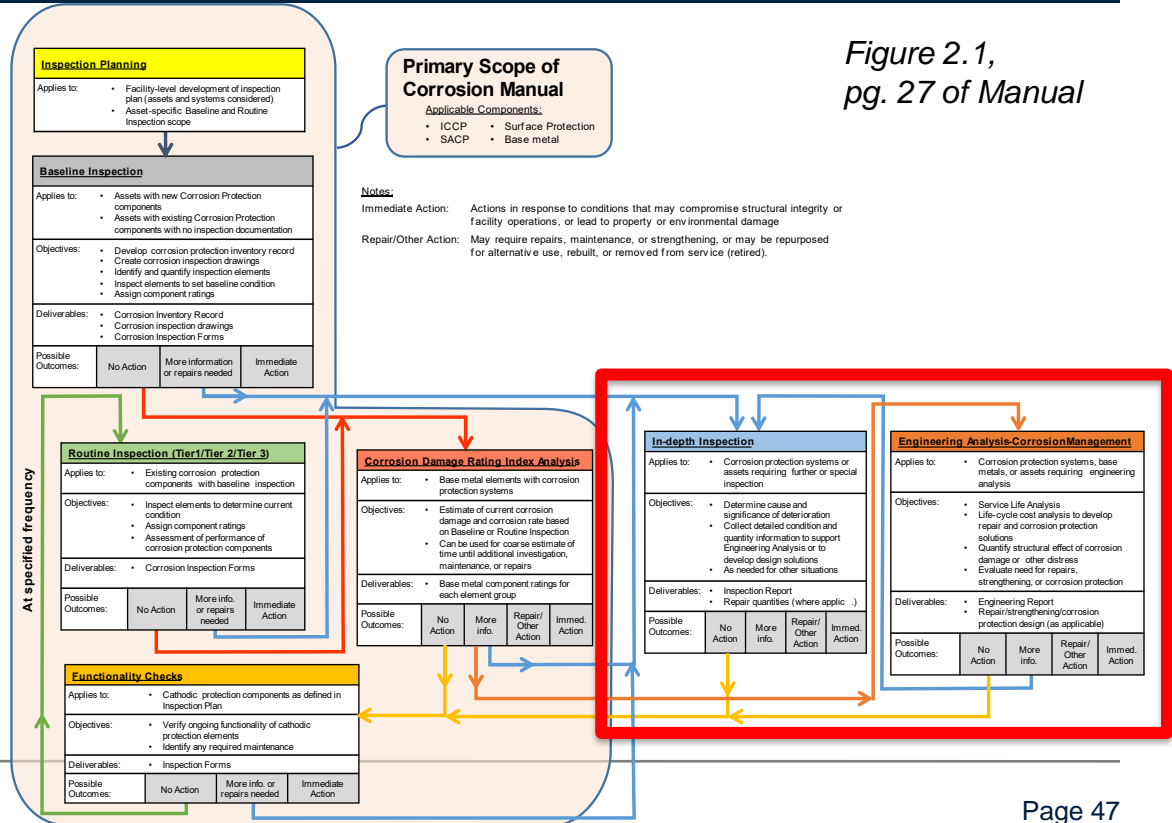 Figure 2.1,
pg. 27 of Manual
Inspection Planning
Applies to:
• Facility-level development of inspection
plan (assets and systems considered)
• Asset-specific Baseline and Routine
Inspection scope
Primary Scope of
Corrosion Manual
Applicable Components:
• ICCP • Surface Protection
• SACP • Base metal
Notes:
Immediate Action: Actions in response to conditions that may compromise structural integrity or
facility operations, or lead to property or environmental damage
Repair/Other Action: May require repairs, maintenance, or strengthening, or may be repurposed
for alternative use, rebuilt, or removed from service (retired).
Baseline Inspection
Applies to:
• Assets with new Corrosion Protection
components
• Assets with existing Corrosion Protection
components with no inspection documentation
Objectives:
• Develop corrosion protection inventory record
• Create corrosion inspection drawings
• Identify and quantify inspection elements
• Inspect elements to set baseline condition
• Assign component ratings
Deliverables:
• Corrosion Inventory Record
• Corrosion inspection drawings
• Corrosion Inspection Forms
Possible
Outcomes:
No Action
More information
or repairs needed
Immediate
Action
At specified frequency
Routine Inspection (Tier1/Tier 2/Tier 3)
Applies to:
• Existing corrosion protection
components with baseline inspection
Objectives:
• Inspect elements to determine current
condition
• Assign component ratings
• Assessment of performance of
corrosion protection components
Deliverables:
• Corrosion Inspection Forms
Possible
Outcomes:
No Action
More info.
or repairs
needed
Immediate
Action
Corrosion Damage Rating Index Analysis
Applies to:
• Base metal elements with corrosion
protection systems
Objectives:
• Estimate of current corrosion
damage and corrosion rate based
on Baseline or Routine Inspection
• Can be used for coarse estimate of
time until additional investigation,
maintenance, or repairs
Deliverables:
• Base metal component ratings for
each element group
Possible
Outcomes:
No
Action
More
info.
Repair/
Other
Action
Immed.
Action
In-depth Inspection
Applies to:
• Corrosion protection systems or
assets requiring further or special
inspection
Objectives:
• Determine cause and
significance of deterioration
• Collect detailed condition and
quantity information to support
Engineering Analysis or to
develop design solutions
• As needed for other situations
Deliverables:
• Inspection Report
• Repair quantities (where applic .)
Possible
Outcomes:
No
Action
More
info.
Repair/
Other
Action
Immed.
Action
Engineering Analysis-CorrosionManagement
Applies to:
• Corrosion protection systems, base
metals, or assets requiring engineering
analysis
Objectives:
• Service Life Analysis
• Life-cycle cost analysis to develop
repair and corrosion protection
solutions
• Quantify structural effect of corrosion
damage or other distress
• Evaluate need for repairs,
strengthening, or corrosion protection
Deliverables:
• Engineering Report
• Repair/strengthening/corrosion
protection design (as applicable)
Possible
Outcomes:
No
Action
More
info.
Repair/
Other
Action
Immed.
Action
Functionality Checks
Applies to:
• Cathodic protection components as defined in
Inspection Plan
Objectives:
• Verify ongoing functionality of cathodic
protection elements
• Identify any required maintenance
Deliverables:
• Inspection Forms
Possible
Outcomes:
No Action
More info. or
repairs needed
Immediate
Action
Page 47